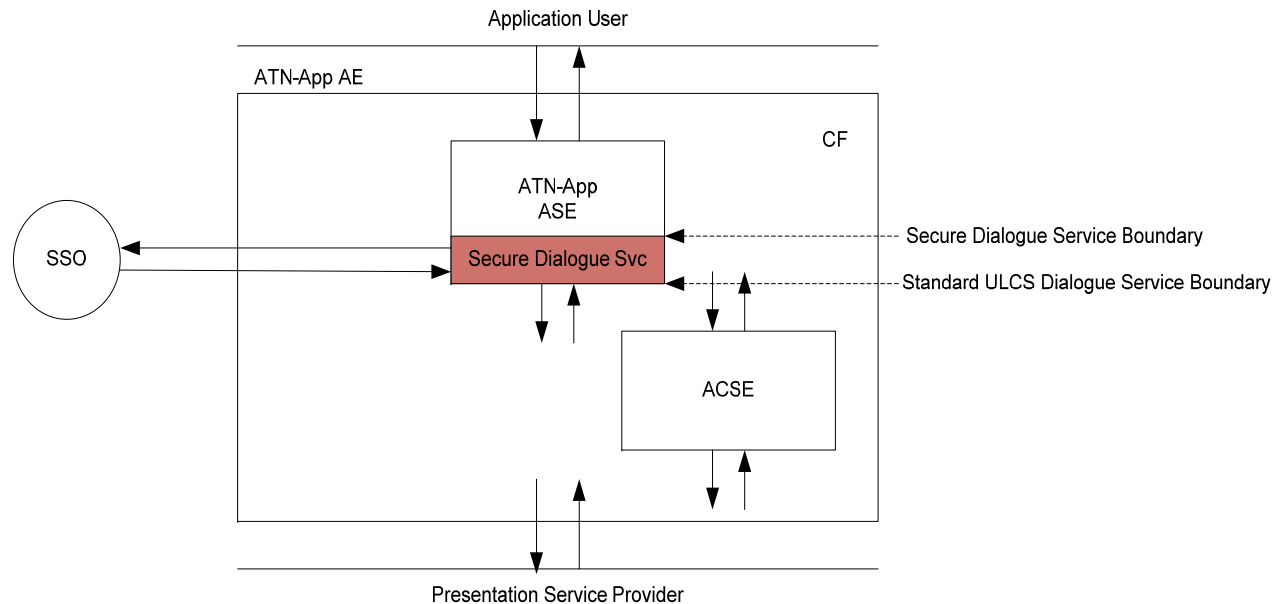 Application User
ATN-App AE
CF
ATN-App
ASE
SSO
Secure Dialogue Svc
Secure Dialogue Service Boundary
Standard ULCS Dialogue Service Boundary
ACSE
Presentation Service Provider